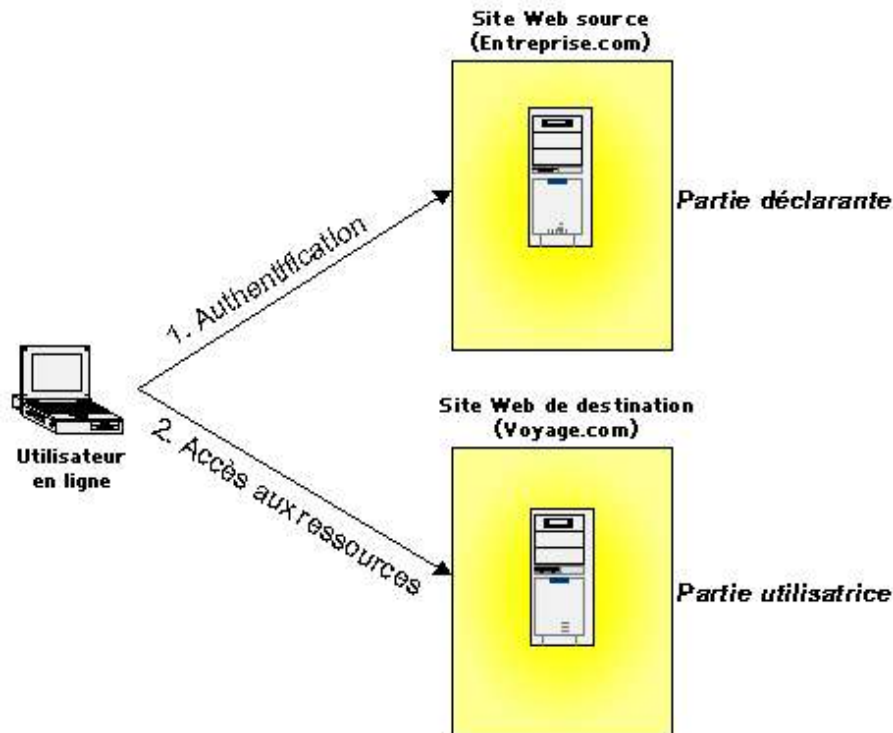 Site Web source
(Entreprise.com)
Partie déclarante
1. Authentification
Utilisateur
en ligne
2. Accès aux ressources
Site Web de destination
(Voyage.com)
Partie utilisatrice